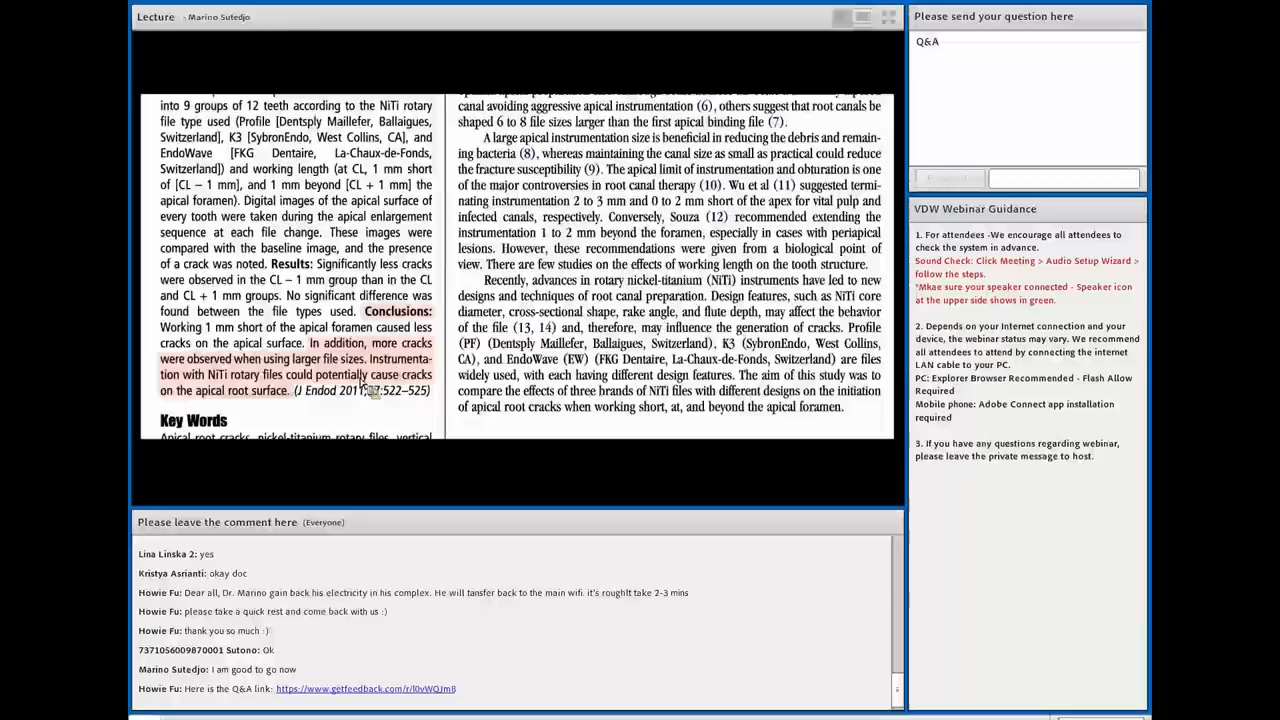 Lecture - Marino Sutedjo
into 9 groups of 12 teeth according to the NiTi rotary
file type used (Profile [Dentsply Maillefer, Ballaigues,
Switzerland], K3 [SybronEndo, West Collins, CA], and
EndoWave [FKG Dentaire, La-Chaux-de-Fonds,
Switzerland]) and working length (at CL, 1 mm short
of [CL − 1 mm], and 1 mm beyond [CL + 1 mm] the
apical foramen). Digital images of the apical surface of
every tooth were taken during the apical enlargement
sequence at each file change. These images were
compared with the baseline image, and the presence
of a crack was noted. Results: Significantly less cracks
were observed in the CL − 1 mm group than in the CL
and CL + 1 mm groups. No significant difference was
found between the file types used. Conclusions:
Working 1 mm short of the apical foramen caused less
cracks on the apical surface. In addition, more cracks
were observed when using larger file sizes. Instrumenta-
tion with NiTi rotary files could potentially cause cracks
on the apical root surface. (J Endod 2011; :522–525)
Key Words
Apical root cracks, nickel-titanium rotary files, vertical
canal avoiding aggressive apical instrumentation (6), others suggest that root canals be
shaped 6 to 8 file sizes larger than the first apical binding file (7).
A large apical instrumentation size is beneficial in reducing the debris and remain-
ing bacteria (8), whereas maintaining the canal size as small as practical could reduce
the fracture susceptibility (9). The apical limit of instrumentation and obturation is one
of the major controversies in root canal therapy (10). Wu et al (11) suggested termi-
nating instrumentation 2 to 3 mm and 0 to 2 mm short of the apex for vital pulp and
infected canals, respectively. Conversely, Souza (12) recommended extending the
instrumentation 1 to 2 mm beyond the foramen, especially in cases with periapical
lesions. However, these recommendations were given from a biological point of
view. There are few studies on the effects of working length on the tooth structure.
Recently, advances in rotary nickel-titanium (NiTi) instruments have led to new
designs and techniques of root canal preparation. Design features, such as NiTi core
diameter, cross-sectional shape, rake angle, and flute depth, may affect the behavior
of the file (13, 14) and, therefore, may influence the generation of cracks. Profile
(PF) (Dentsply Maillefer, Ballaigues, Switzerland), K3 (SybronEndo, West Collins,
CA), and EndoWave (EW) (FKG Dentaire, La-Chaux-de-Fonds, Switzerland) are files
widely used, with each having different design features. The aim of this study was to
compare the effects of three brands of NiTi files with different designs on the initiation
of apical root cracks when working short, at, and beyond the apical foramen.
Please leave the comment here (Everyone)
Lina Linska 2: yes
Kristya Asrianti: okay doc
Howie Fu: Dear all, Dr. Marino gain back his electricity in his complex. He will tansfer back to the main wifi. it's roughlt take 2-3 mins
Howie Fu: please take a quick rest and come back with us :)
Howie Fu: thank you so much :)
7371056009870001 Sutono: Ok
Marino Sutedjo: I am good to go now
Howie Fu: Here is the Q&A link: https://www.getfeedback.com/r/l0vWQJm8
Please send your question here
Q&A
VDW Webinar Guidance
1. For attendees -We encourage all attendees to
check the system in advance.
Sound Check: Click Meeting > Audio Setup Wizard >
follow the steps.
*Mkae sure your speaker connected - Speaker icon
at the upper side shows in green.
2. Depends on your Internet connection and your
device, the webinar status may vary. We recommend
all attendees to attend by connecting the internet
LAN cable to your PC.
PC: Explorer Browser Recommended - Flash Allow
Required
Mobile phone: Adobe Connect app installation
required
3. If you have any questions regarding webinar,
please leave the private message to host.